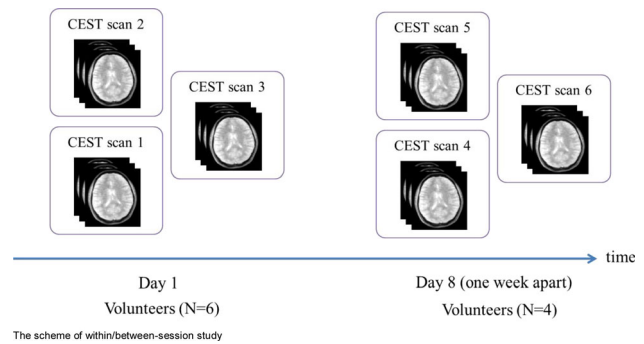 CEST scan 2
CEST scan 5
CEST scan 3
CEST scan 6
CEST scan 1
CEST scan 4
time
Day 1
Day 8 (one week apart)
Volunteers (N=6)
Volunteers (N=4)
The scheme of within/between-session study